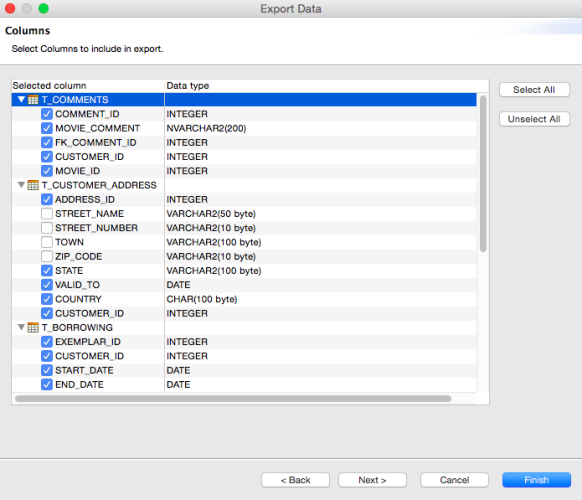 Export Data
Columns
Select Columns to include in export.
Selected column Data type
T_COMMENTS
COMMENT_ID INTEGER
MOVIE_COMMENT NVARCHAR2(200)
FK_COMMENT_ID INTEGER
CUSTOMER_ID INTEGER
MOVIE_ID INTEGER
T_CUSTOMER_ADDRESS
ADDRESS_ID INTEGER
STREET_NAME VARCHAR2(50 byte)
STREET_NUMBER VARCHAR2(10 byte)
TOWN VARCHAR2(100 byte)
ZIP_CODE VARCHAR2(10 byte)
STATE VARCHAR2(100 byte)
VALID_TO DATE
COUNTRY CHAR(100 byte)
CUSTOMER_ID INTEGER
T_BORROWING
EXEMPLAR_ID INTEGER
CUSTOMER_ID INTEGER
START_DATE DATE
END_DATE DATE
Select All
Unselect All
< Back Next > Cancel Finish